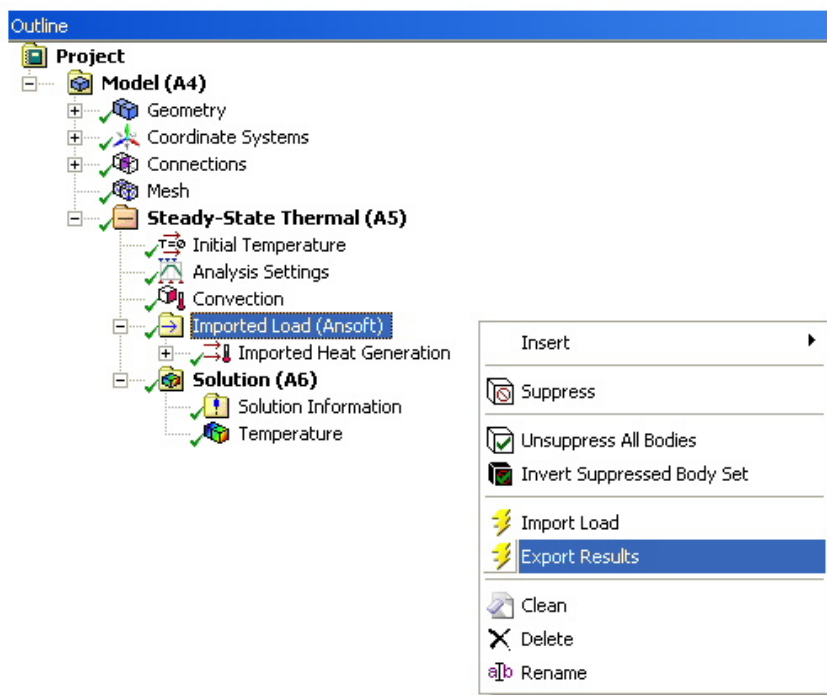 Outline
Project
Model (A4)
Geometry
Coordinate Systems
Connections
Mesh
Steady-State Thermal (A5)
T=0 Initial Temperature
Analysis Settings
Convection
Imported Load (Ansoft)
Imported Heat Generation
Solution (A6)
Solution Information
Temperature
Insert
Suppress
Unsuppress All Bodies
Invert Suppressed Body Set
Import Load
Export Results
Clean
Delete
Rename